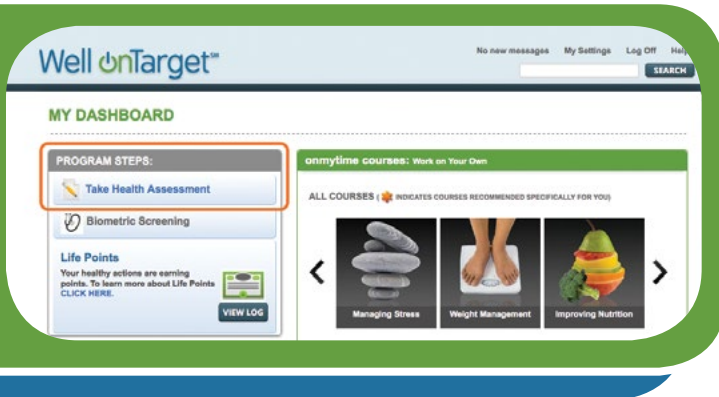 Well onTarget℠
No new messages My Settings Log Off Help
SEARCH
MY DASHBOARD
PROGRAM STEPS:
Take Health Assessment
Biometric Screening
Life Points
Your healthy actions are earning
points. To learn more about Life Points
CLICK HERE.
VIEW LOG
onmytime courses: Work on Your Own
ALL COURSES ( INDICATES COURSES RECOMMENDED SPECIFICALLY FOR YOU)
Managing Stress
Weight Management
Improving Nutrition